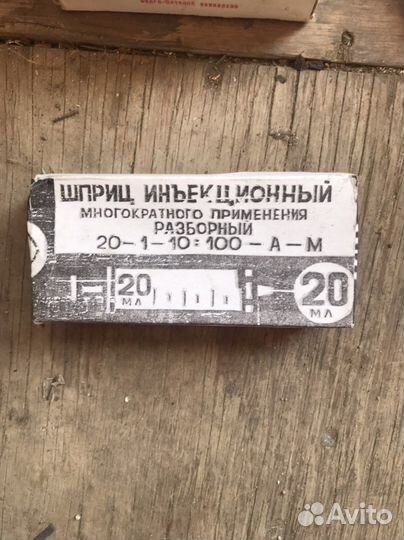 ШПРИЦ ИНЪЕКЦИОННЫЙ
МНОГОКРАТНОГО ПРИМЕНЕНИЯ
РАЗБОРНЫЙ
20-1-10:100-А-М
20 МЛ
20 МЛ
Avito